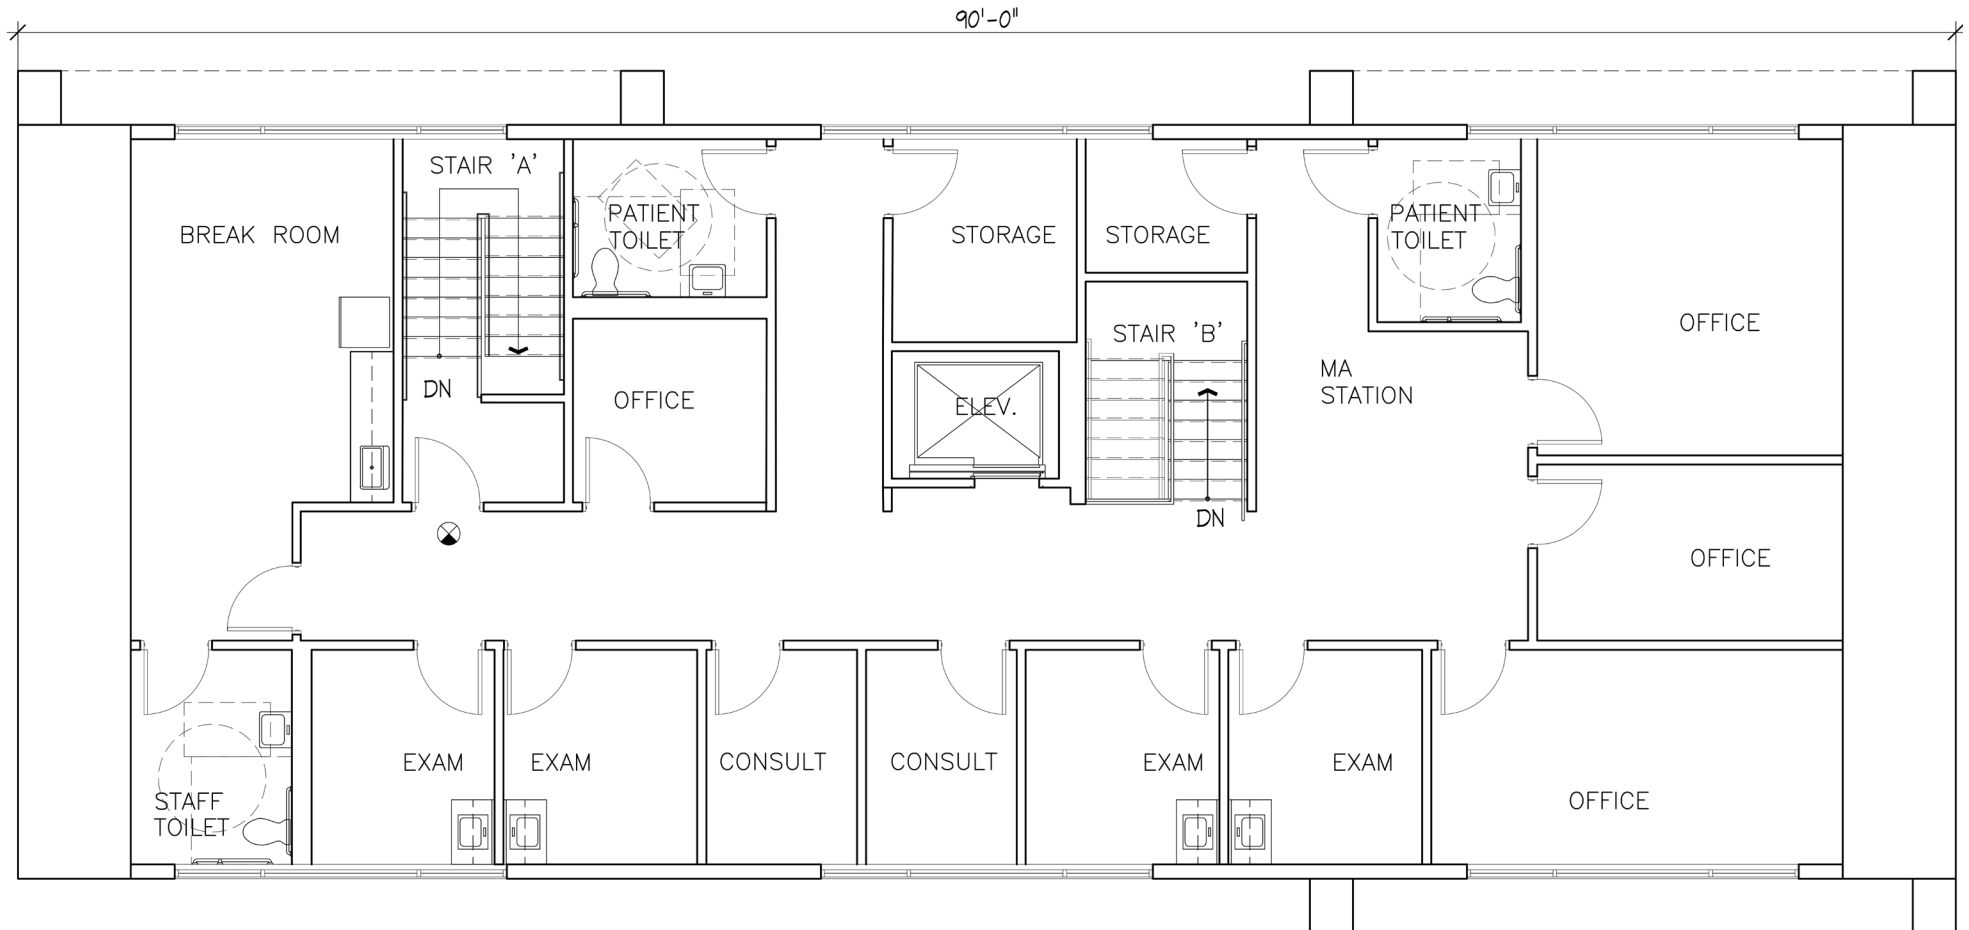 90'-0"
STAIR 'A'
BREAK ROOM
PATIENT
TOILET
STORAGE
STORAGE
PATIENT
TOILET
OFFICE
STAIR 'B'
MA
STATION
DN
OFFICE
ELEV.
DN
OFFICE
EXAM
EXAM
CONSULT
CONSULT
EXAM
EXAM
OFFICE
STAFF
TOILET